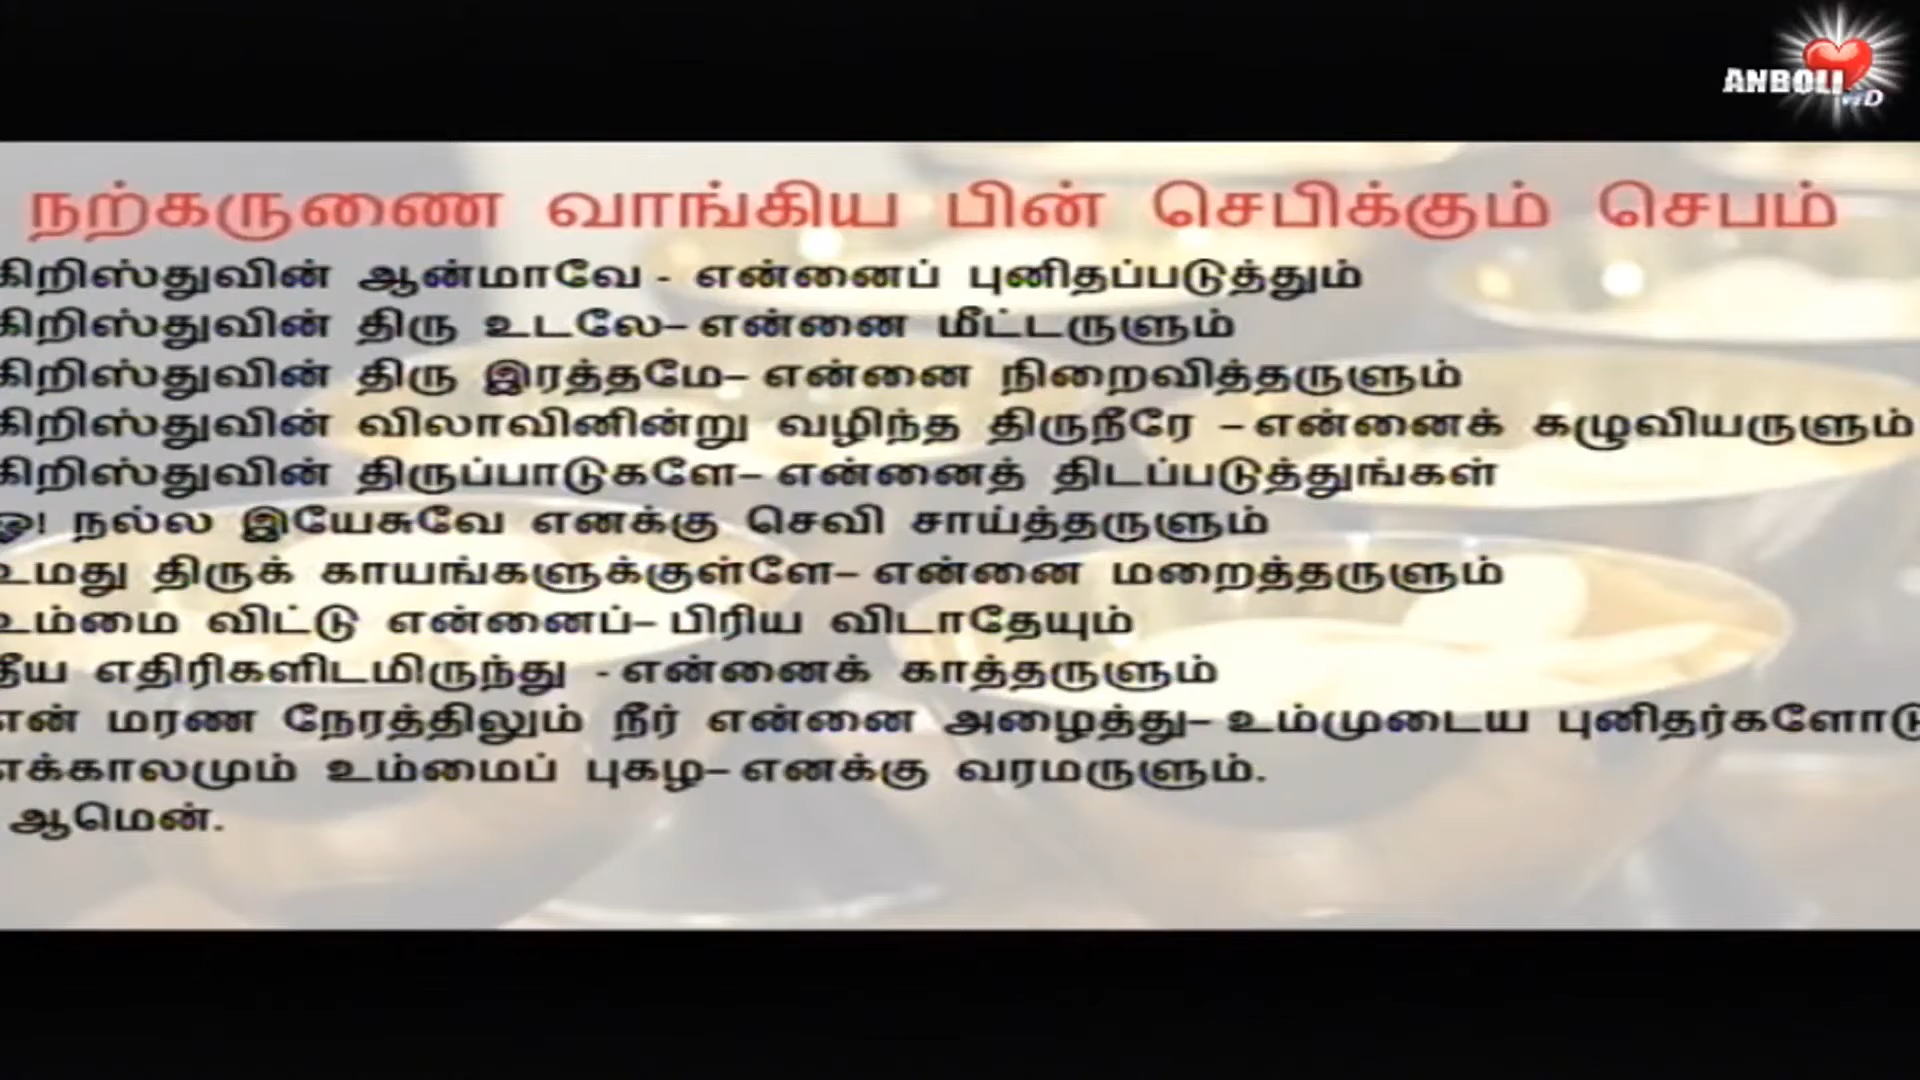 ANBOLI HD
நற்கருணை வாங்கிய பின் செபிக்கும் செபம்
கிறிஸ்துவின் ஆன்மாவே - என்னைப் புனிதப்படுத்தும்
கிறிஸ்துவின் திரு உடலே– என்னை மீட்டருளும்
கிறிஸ்துவின் திரு இரத்தமே– என்னை நிறைவித்தருளும்
கிறிஸ்துவின் விலாவினின்று வழிந்த திருநீரே – என்னைக் கழுவியருளும்
கிறிஸ்துவின் திருப்பாடுகளே– என்னைத் திடப்படுத்துங்கள்
ஓ! நல்ல இயேசுவே எனக்கு செவி சாய்த்தருளும்
உமது திருக் காயங்களுக்குள்ளே– என்னை மறைத்தருளும்
உம்மை விட்டு என்னைப்– பிரிய விடாதேயும்
தீய எதிரிகளிடமிருந்து - என்னைக் காத்தருளும்
என் மரண நேரத்திலும் நீர் என்னை அழைத்து– உம்முடைய புனிதர்களோடு
எக்காலமும் உம்மைப் புகழ– எனக்கு வரமருளும்.
ஆமென்.